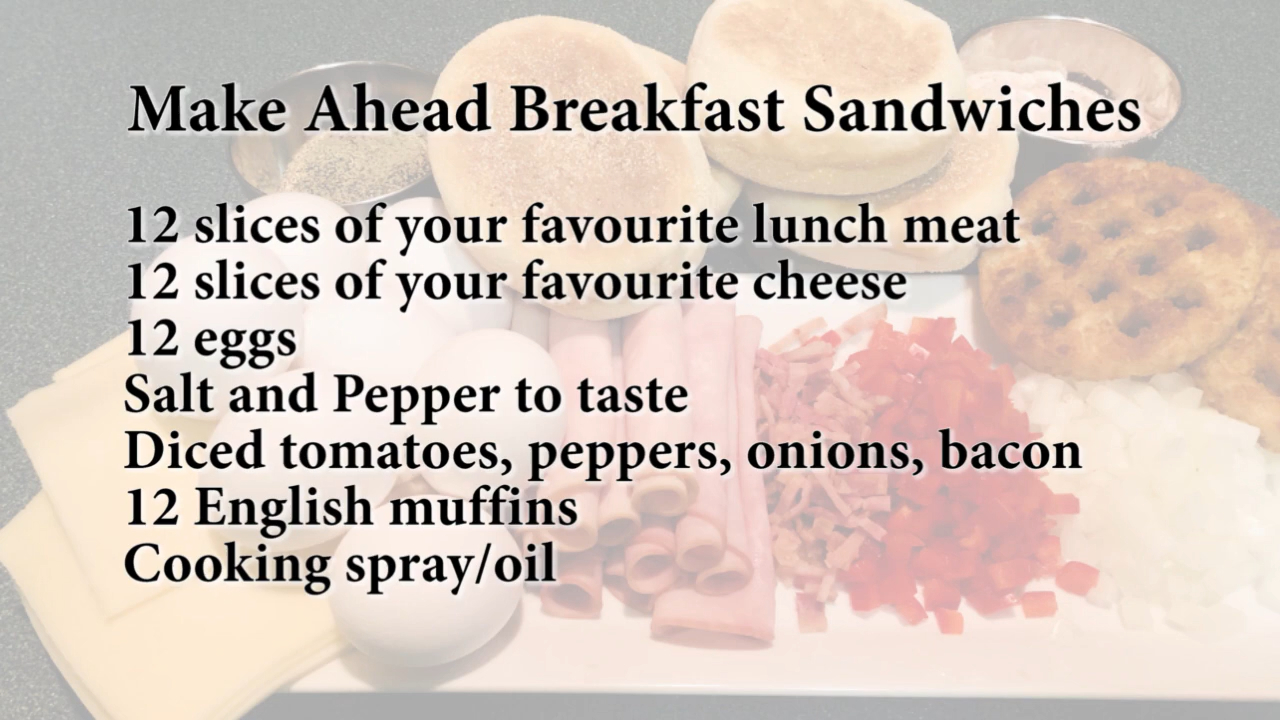 Make Ahead Breakfast Sandwiches
12 slices of your favourite lunch meat
12 slices of your favourite cheese
12 eggs
Salt and Pepper to taste
Diced tomatoes, peppers, onions, bacon
12 English muffins
Cooking spray/oil